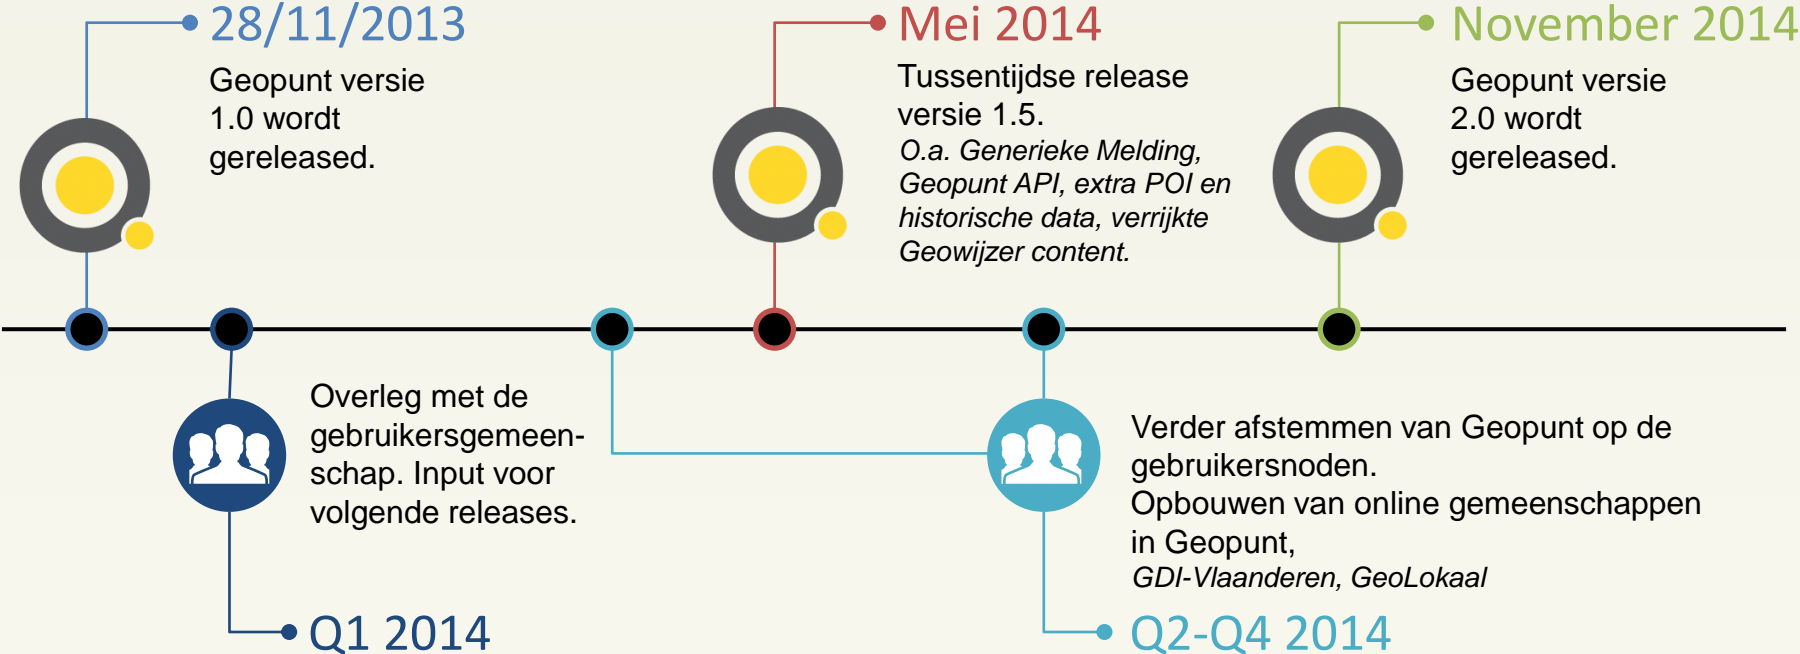 28/11/2013
Geopunt versie
1.0 wordt
gereleased.
Mei 2014
Tussentijdse release
versie 1.5.
O.a. Generieke Melding,
Geopunt API, extra POI en
historische data, verrijkte
Geowijzer content.
November 2014
Geopunt versie
2.0 wordt
gereleased.
Overleg met de
gebruikersgemeen-
schap. Input voor
volgende releases.
Q1 2014
Verder afstemmen van Geopunt op de
gebruikersnoden.
Opbouwen van online gemeenschappen
in Geopunt,
GDI-Vlaanderen, GeoLokaal
Q2-Q4 2014